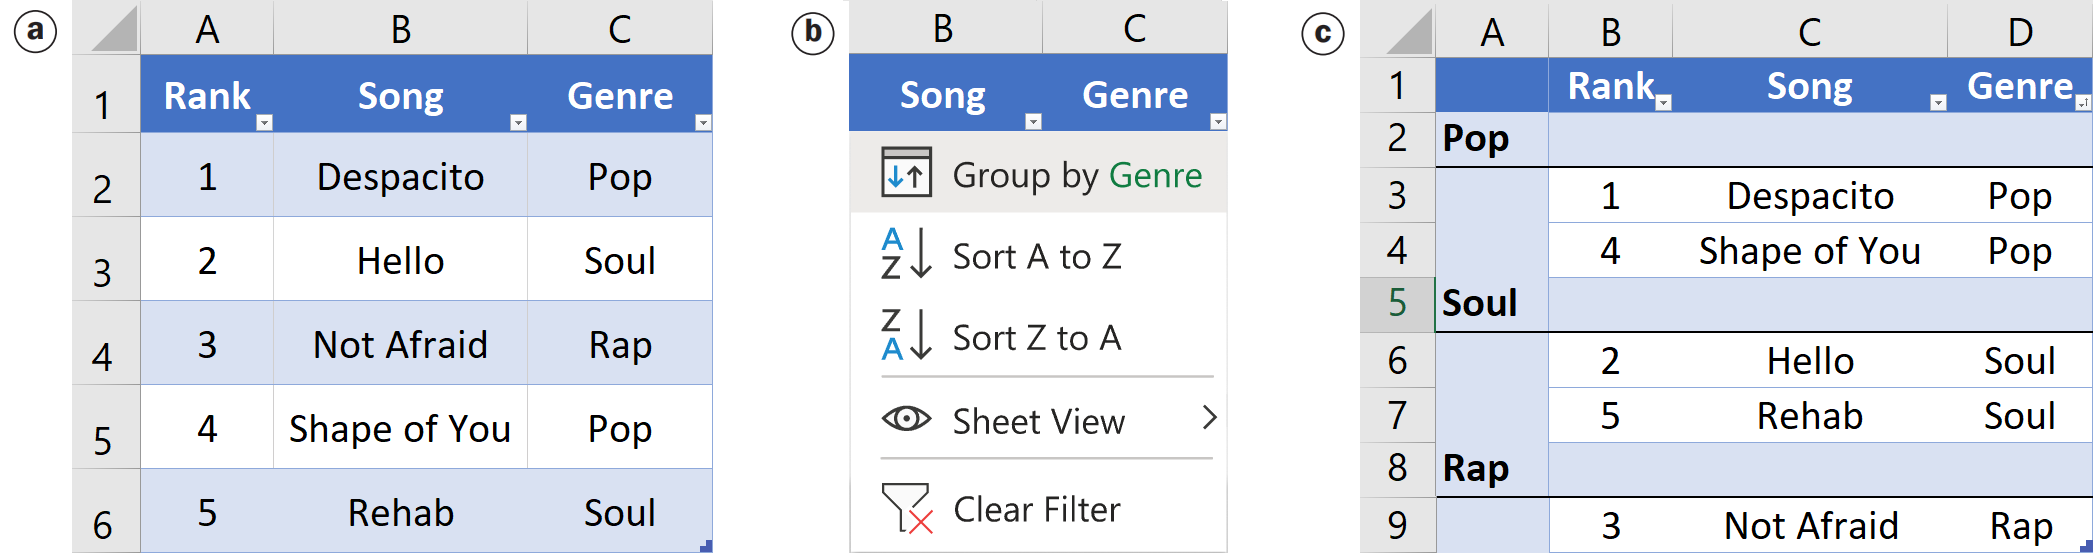 a
A B C
1 Rank Song Genre
2 1 Despacito Pop
3 2 Hello Soul
4 3 Not Afraid Rap
5 4 Shape of You Pop
6 5 Rehab Soul
b
B C
Song Genre
Group by Genre
A Z Sort A to Z
Z A Sort Z to A
Sheet View
Clear Filter
c
A B C D
1 Rank Song Genre
2 Pop
3 1 Despacito Pop
4 4 Shape of You Pop
5 Soul
6 2 Hello Soul
7 5 Rehab Soul
8 Rap
9 3 Not Afraid Rap